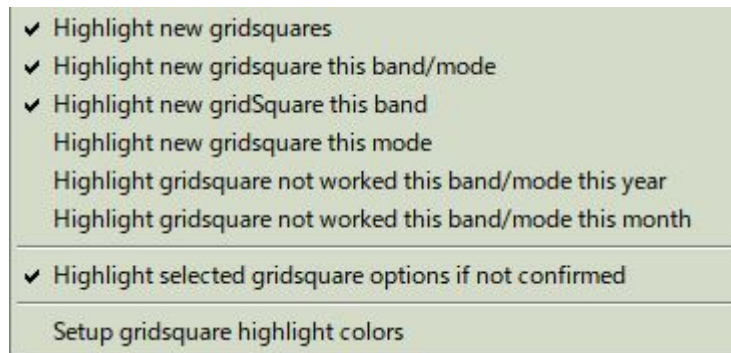 Highlight new gridsquares
Highlight new gridsquare this band/mode
Highlight new gridSquare this band
Highlight new gridsquare this mode
Highlight gridsquare not worked this band/mode this year
Highlight gridsquare not worked this band/mode this month
Highlight selected gridsquare options if not confirmed
Setup gridsquare highlight colors